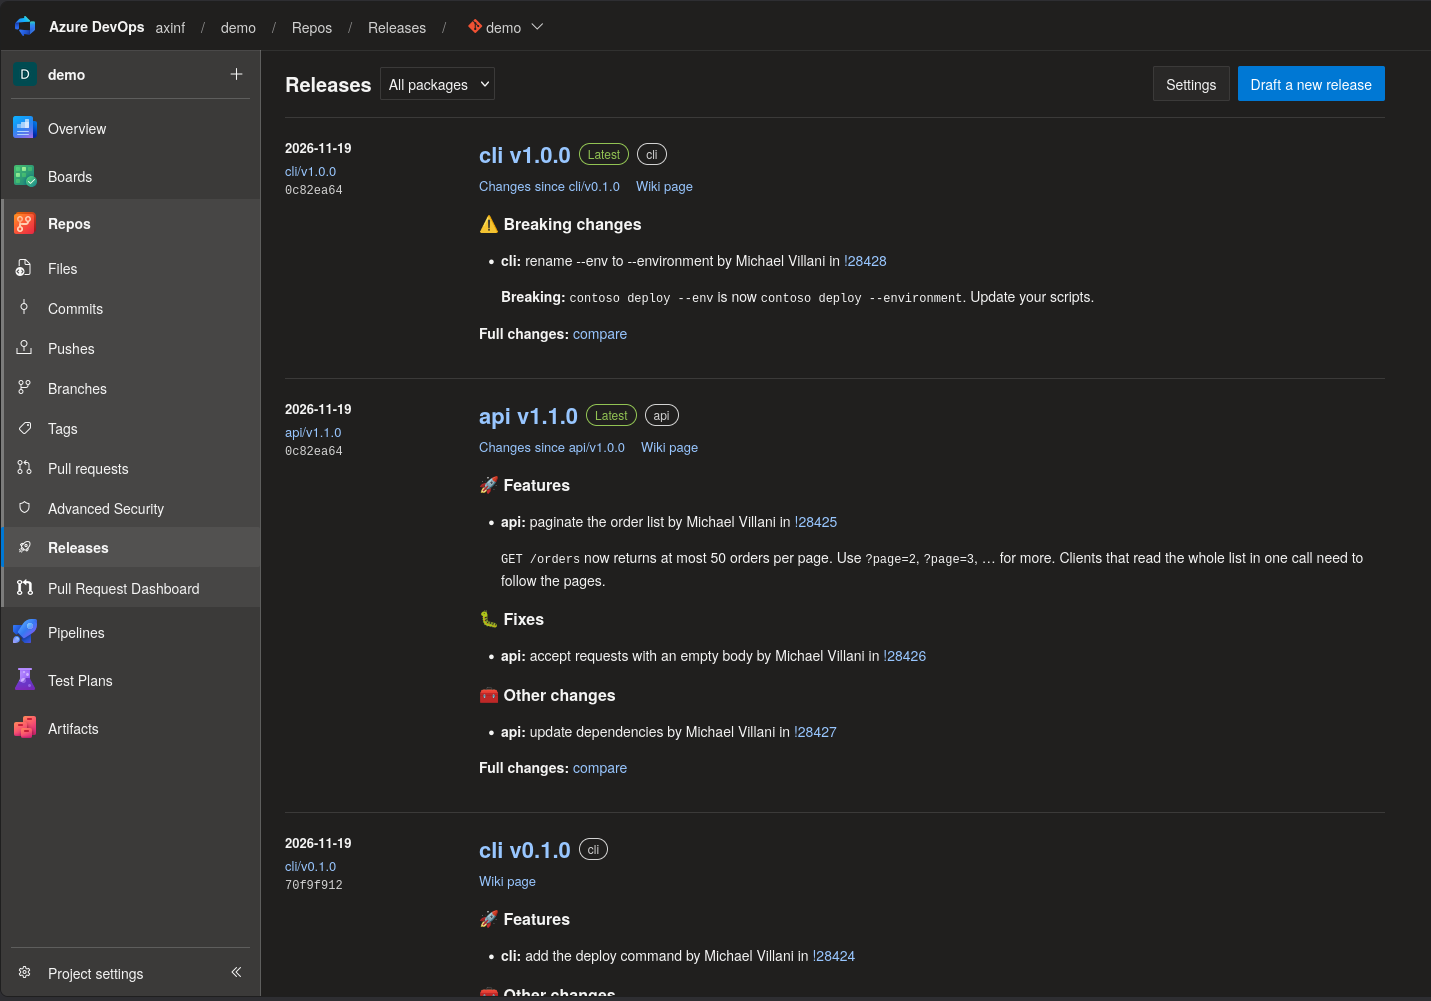 Azure DevOps axinf / demo / Repos / Releases / demo
D demo
Overview
Boards
Repos
Files
Commits
Pushes
Branches
Tags
Pull requests
Advanced Security
Releases
Pull Request Dashboard
Pipelines
Test Plans
Artifacts
Project settings
Releases All packages Settings Draft a new release
2026-11-19
cli/v1.0.0
0c82ea64
cli v1.0.0 Latest cli
Changes since cli/v0.1.0 Wiki page
⚠️ Breaking changes
• cli: rename --env to --environment by Michael Villani in !28428
Breaking: contoso deploy --env is now contoso deploy --environment. Update your scripts.
Full changes: compare
2026-11-19
api/v1.1.0
0c82ea64
api v1.1.0 Latest api
Changes since api/v1.0.0 Wiki page
🚀 Features
• api: paginate the order list by Michael Villani in !28425
GET /orders now returns at most 50 orders per page. Use ?page=2, ?page=3, … for more. Clients that read the whole list in one call need to
follow the pages.
🐛 Fixes
• api: accept requests with an empty body by Michael Villani in !28426
🧰 Other changes
• api: update dependencies by Michael Villani in !28427
Full changes: compare
2026-11-19
cli/v0.1.0
70f9f912
cli v0.1.0 cli
Wiki page
🚀 Features
• cli: add the deploy command by Michael Villani in !28424
🧰 Other changes